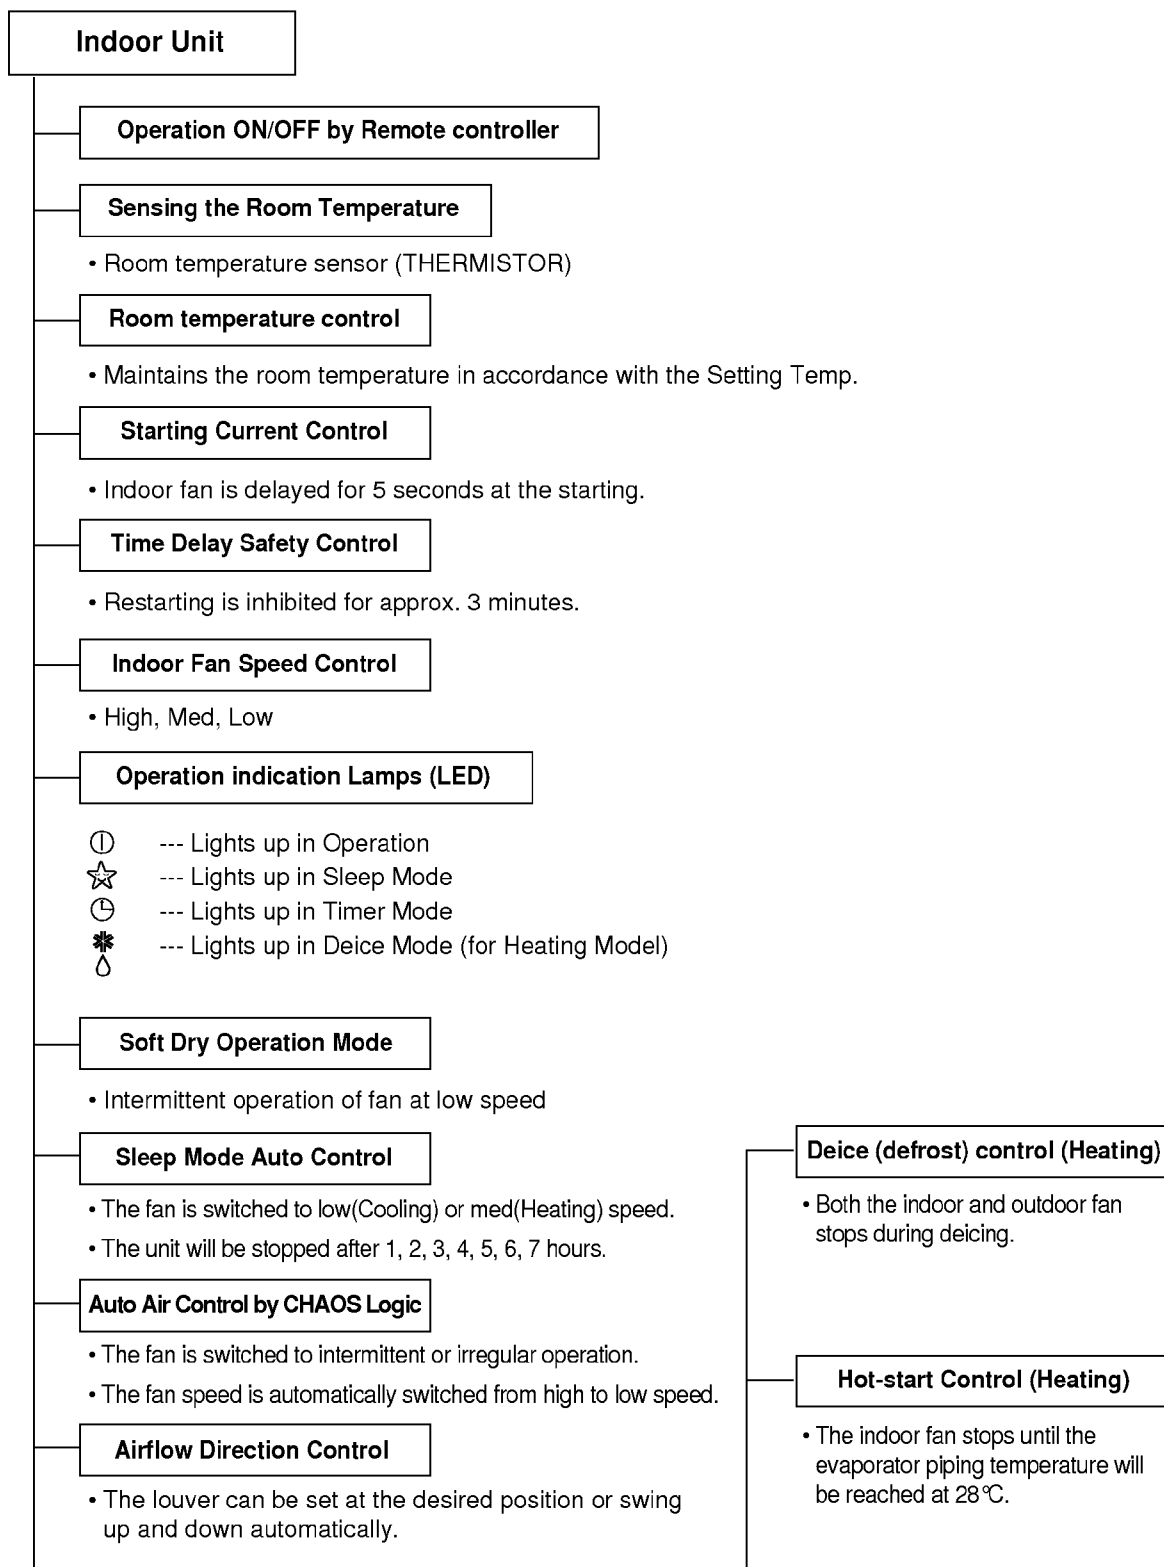 Indoor Unit
Operation ON/OFF by Remote controller
Sensing the Room Temperature
• Room temperature sensor (THERMISTOR)
Room temperature control
• Maintains the room temperature in accordance with the Setting Temp.
Starting Current Control
• Indoor fan is delayed for 5 seconds at the starting.
Time Delay Safety Control
• Restarting is inhibited for approx. 3 minutes.
Indoor Fan Speed Control
• High, Med, Low
Operation indication Lamps (LED)
--- Lights up in Operation
--- Lights up in Sleep Mode
--- Lights up in Timer Mode
--- Lights up in Deice Mode (for Heating Model)
Soft Dry Operation Mode
• Intermittent operation of fan at low speed
Sleep Mode Auto Control
• The fan is switched to low(Cooling) or med(Heating) speed.
• The unit will be stopped after 1, 2, 3, 4, 5, 6, 7 hours.
Auto Air Control by CHAOS Logic
• The fan is switched to intermittent or irregular operation.
• The fan speed is automatically switched from high to low speed.
Airflow Direction Control
• The louver can be set at the desired position or swing
up and down automatically.
Deice (defrost) control (Heating)
• Both the indoor and outdoor fan
stops during deicing.
Hot-start Control (Heating)
• The indoor fan stops until the
evaporator piping temperature will
be reached at 28°C.